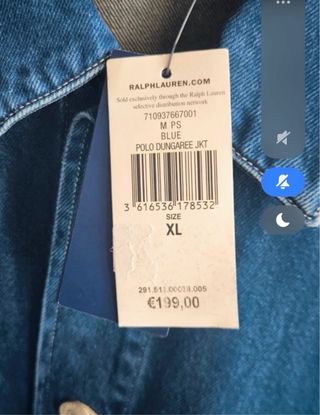 RALPHLAUREN.COM
Sold exclusively through the Ralph Lauren
selective distribution network
710937667001
M PS
BLUE
POLO DUNGAREE JKT
3 616536 178532
SIZE
XL
€199,00